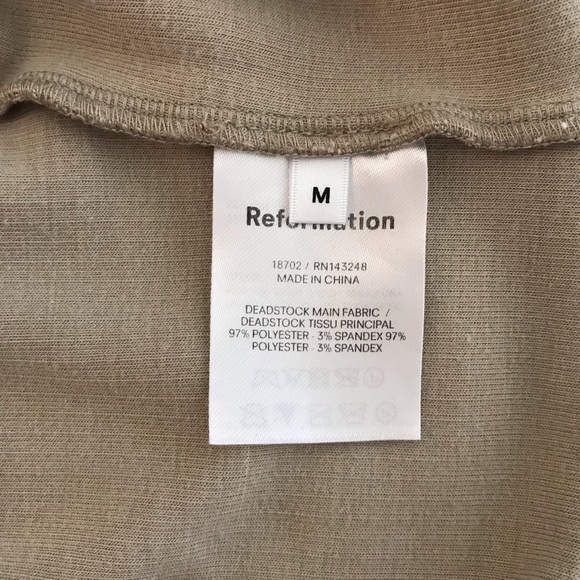 M
Reformation
18702 / RN143248
MADE IN CHINA
DEADSTOCK MAIN FABRIC /
DEADSTOCK TISSU PRINCIPAL
97% POLYESTER - 3% SPANDEX 97%
POLYESTER - 3% SPANDEX